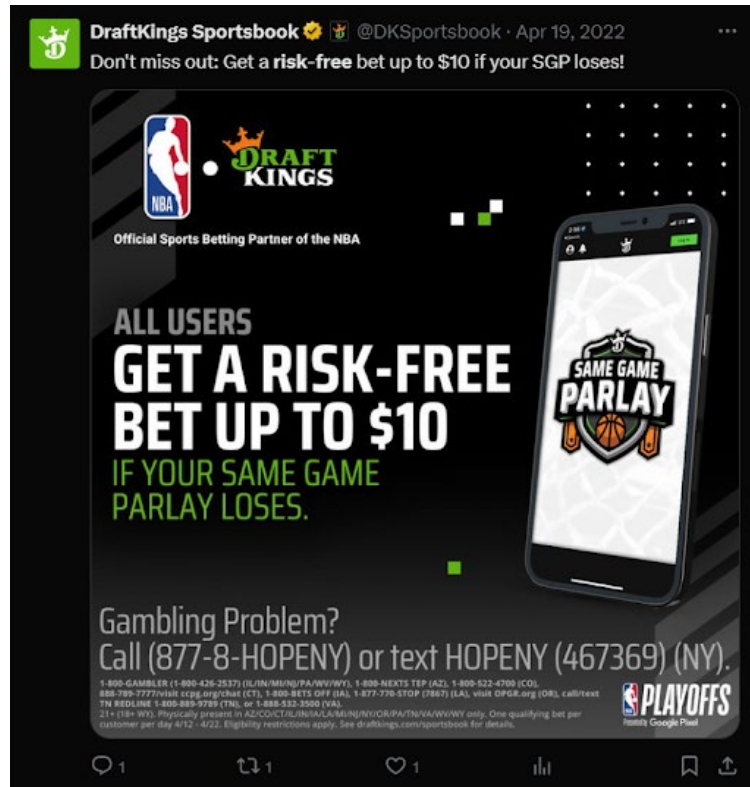 DraftKings Sportsbook @DKSportsbook · Apr 19, 2022
Don't miss out: Get a risk-free bet up to $10 if your SGP loses!
NBA
DRAFT
KINGS
Official Sports Betting Partner of the NBA
ALL USERS
GET A RISK-FREE
BET UP TO $10
IF YOUR SAME GAME
PARLAY LOSES.
SAME GAME
PARLAY
Gambling Problem?
Call (877-8-HOPENY) or text HOPENY (467369) (NY).
1-800-GAMBLER (1-800-426-2537) (IL/IN/MI/NJ/PA/WV/WY), 1-800-NEXTS TEP (AZ), 1-800-522-4700 (CO),
888-789-7777/visit ccpg.org/chat (CT), 1-800-BETS OFF (IA), 1-877-770-STOP (7867) (LA), visit OPGR.org (OR), call/text
TN REDLINE 1-800-889-9789 (TN), or 1-888-532-3500 (VA).
21+ (18+ WY). Physically present in AZ/CO/CT/IL/IN/IA/LA/MI/NJ/NY/OR/PA/TN/VA/WV/WY only. One qualifying bet per
customer per day 4/12 - 4/22. Eligibility restrictions apply. See draftkings.com/sportsbook for details.
NBA PLAYOFFS
Presented by Google Pixel
1 1 1